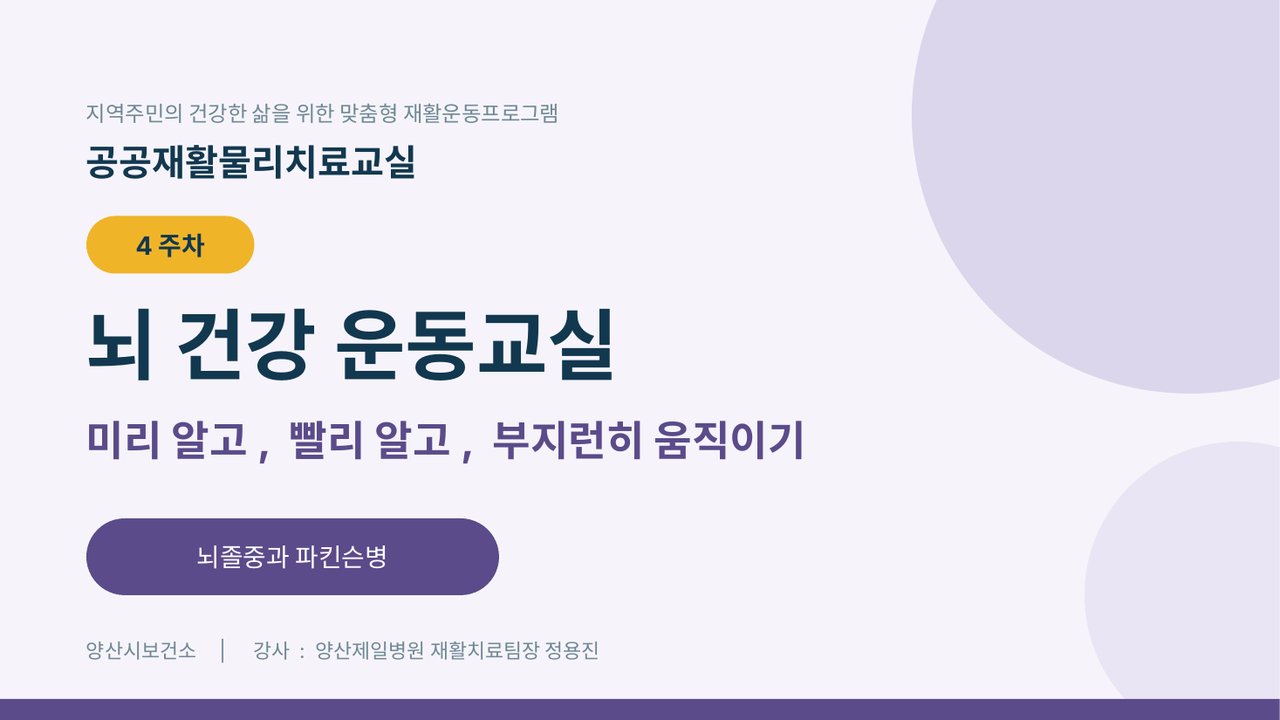 지역주민의 건강한 삶을 위한 맞춤형 재활운동프로그램
공공재활물리치료교실
4 주차
뇌 건강 운동교실
미리 알고 , 빨리 알고 , 부지런히 움직이기
뇌졸중과 파킨슨병
양산시보건소 | 강사 : 양산제일병원 재활치료팀장 정용진